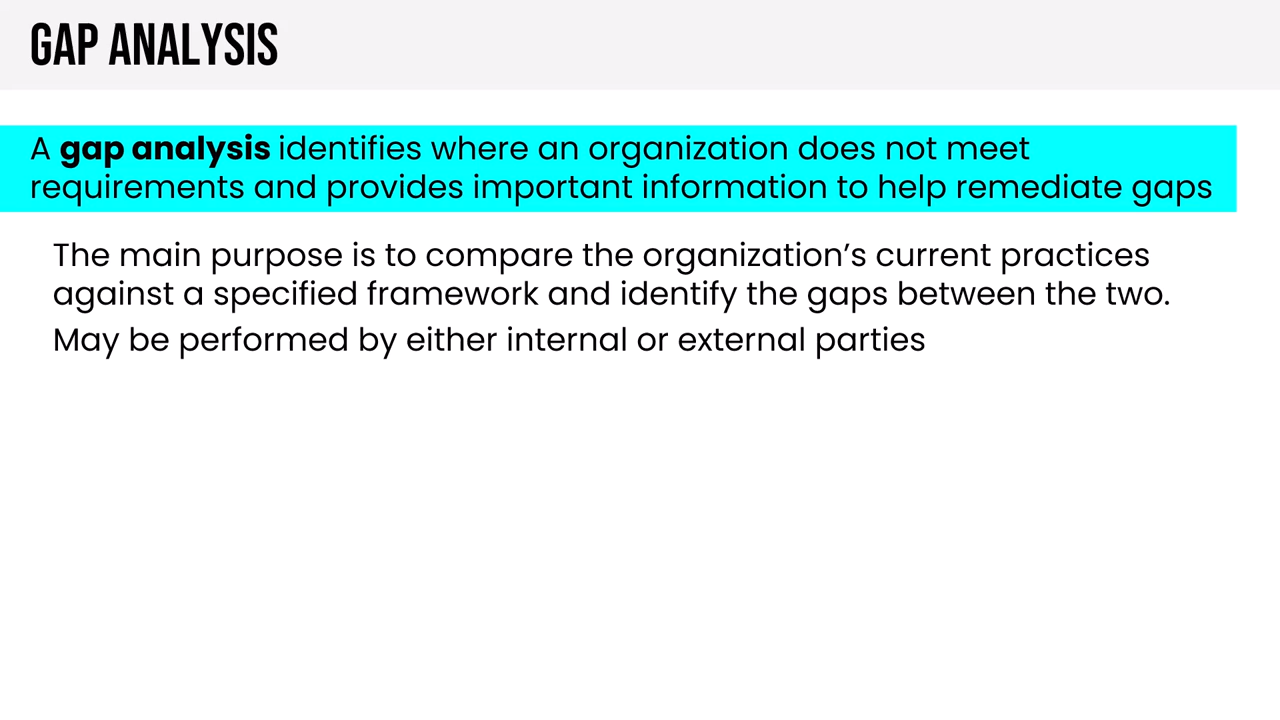 GAP ANALYSIS
A gap analysis identifies where an organization does not meet
requirements and provides important information to help remediate gaps
The main purpose is to compare the organization’s current practices
against a specified framework and identify the gaps between the two.
May be performed by either internal or external parties